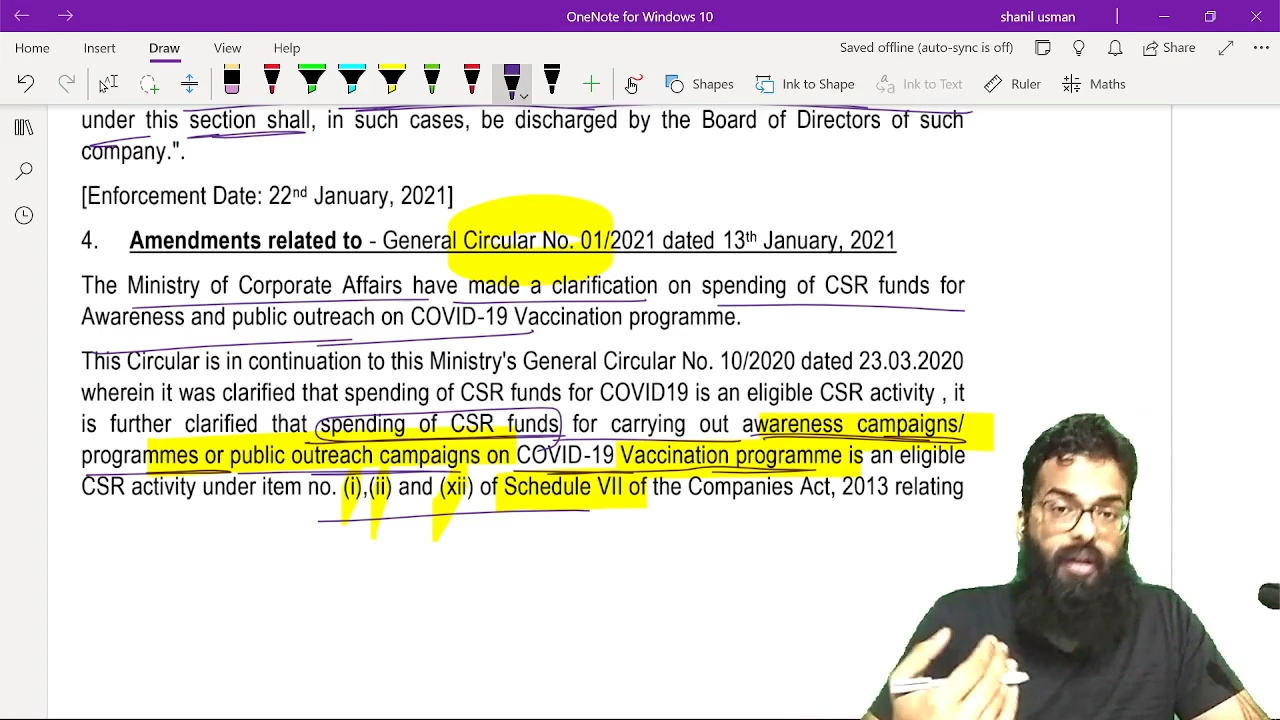 OneNote for Windows 10
shanil usman
Home Insert Draw View Help
Saved offline (auto-sync is off)
Share
Shapes
Ink to Shape
Ink to Text
Ruler
Maths
under this section shall, in such cases, be discharged by the Board of Directors of such
company.".
[Enforcement Date: 22nd January, 2021]
4. Amendments related to - General Circular No. 01/2021 dated 13th January, 2021
The Ministry of Corporate Affairs have made a clarification on spending of CSR funds for
Awareness and public outreach on COVID-19 Vaccination programme.
This Circular is in continuation to this Ministry's General Circular No. 10/2020 dated 23.03.2020
wherein it was clarified that spending of CSR funds for COVID19 is an eligible CSR activity , it
is further clarified that spending of CSR funds for carrying out awareness campaigns/
programmes or public outreach campaigns on COVID-19 Vaccination programme is an eligible
CSR activity under item no. (i),(ii) and (xii) of Schedule VII of the Companies Act, 2013 relating